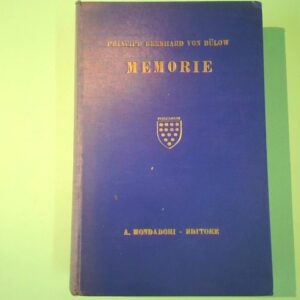 PRINCIPE BERNHARD VON BÜLOW
MEMORIE
A. MONDADORI - EDITORE